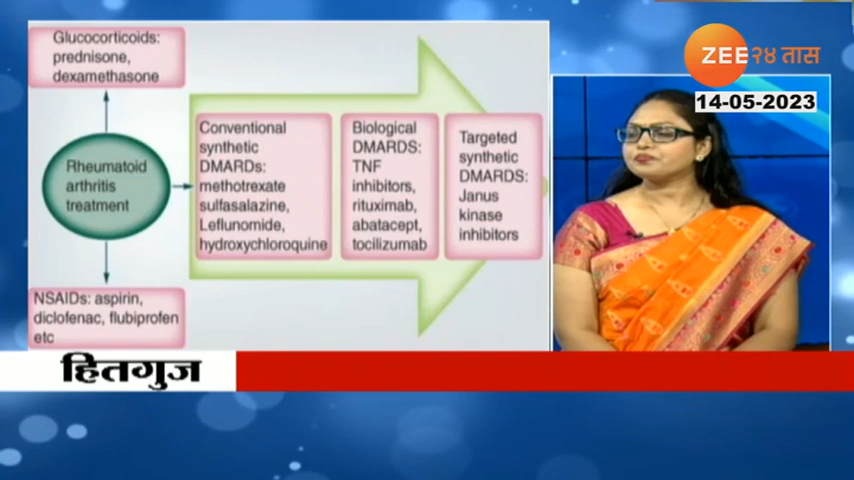 Glucocorticoids:
prednisone,
dexamethasone
Rheumatoid
arthritis
treatment
NSAIDs: aspirin,
diclofenac, flubiprofen
etc
Conventional
synthetic
DMARDs:
methotrexate
sulfasalazine,
Leflunomide,
hydroxychloroquine
Biological
DMARDS:
TNF
inhibitors,
rituximab,
abatacept,
tocilizumab
Targeted
synthetic
DMARDS:
Janus
kinase
inhibitors
ZEE २४ तास
14-05-2023
हितगुज